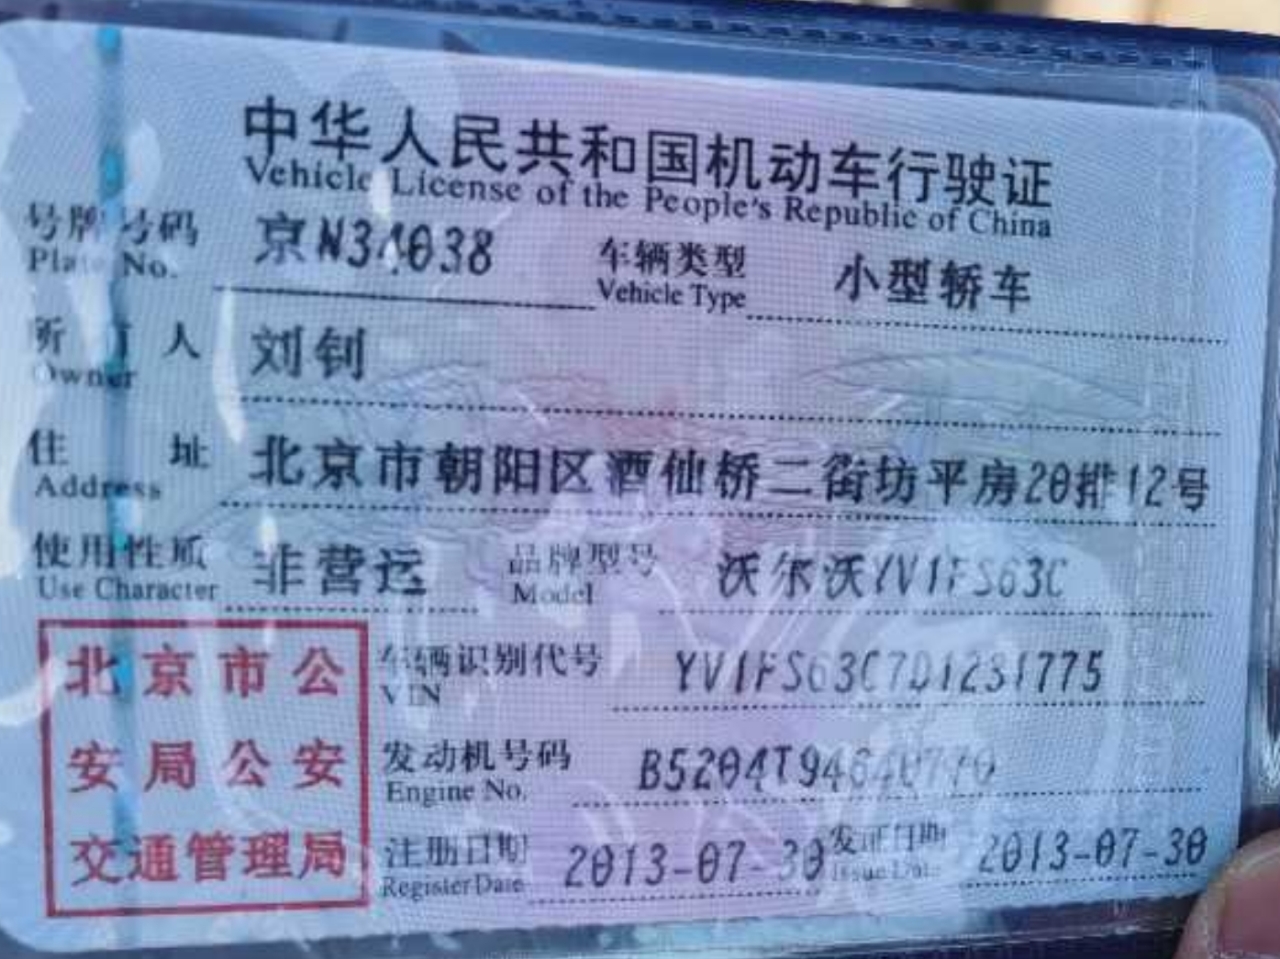 中华人民共和国机动车行驶证
Vehicle License of the People's Republic of China
号牌号码 京N34038 车辆类型 小型轿车
Plate No. Vehicle Type
所有人 刘钊
Owner
住址 北京市朝阳区酒仙桥二街坊平房20排12号
Address
使用性质 非营运 品牌型号 沃尔沃YV1FS63C
Use Character Model
北京市公
安局公安
交通管理局
车辆识别代号 YV1FS63C7D1231775
VIN
发动机号码
Engine No.
注册日期 2013-07-30 发证日期 2013-07-30
Register Date Issue Date